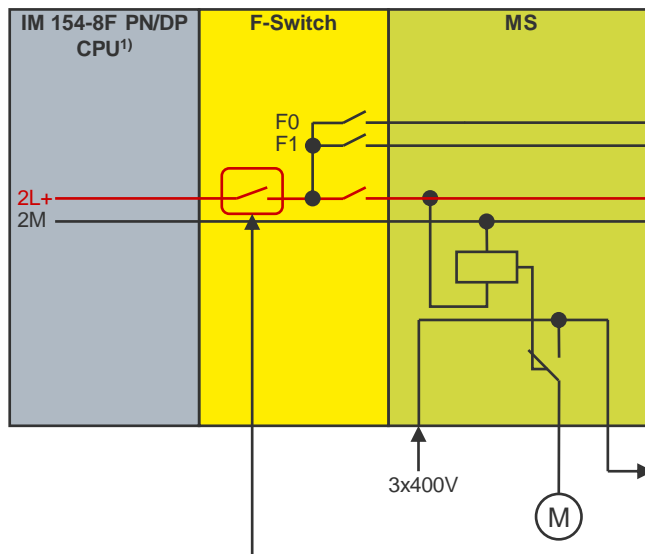 IM 154-8F PN/DP
CPU¹⁾
F-Switch
MS
F0
F1
2L+
2M
3x400V
M